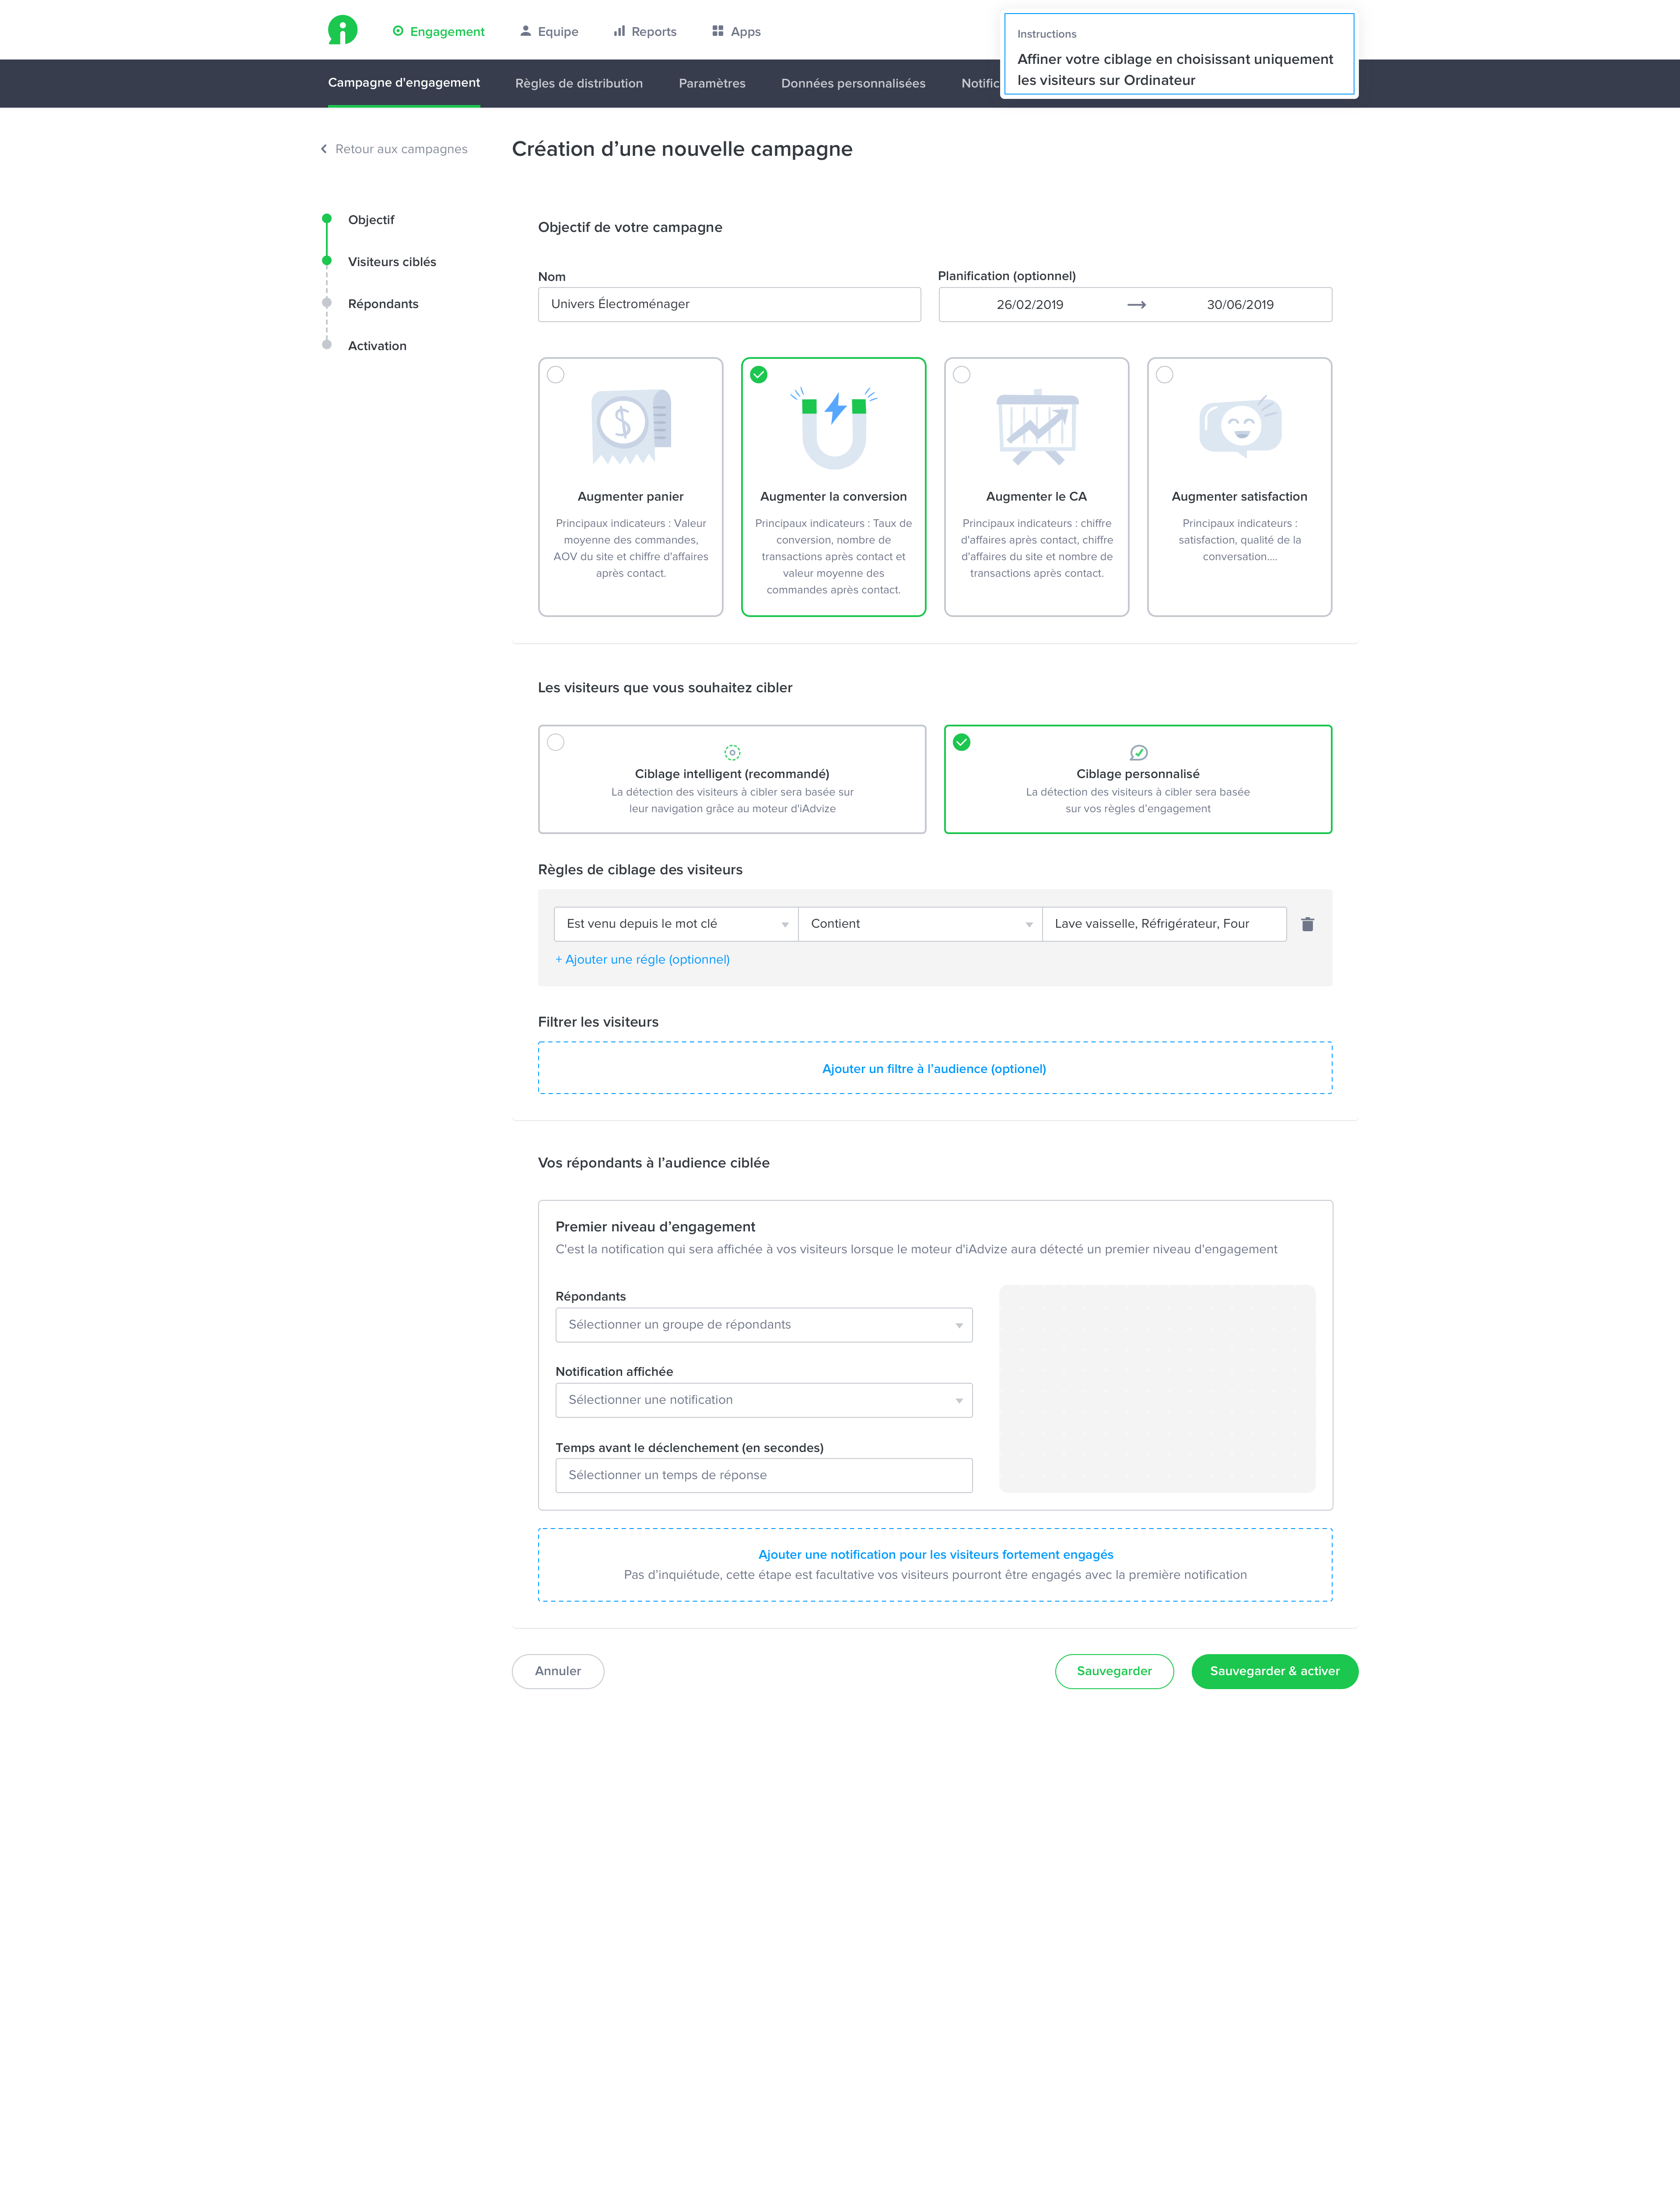 Engagement
Equipe
Reports
Apps
Instructions
Affiner votre ciblage en choisissant uniquement
les visiteurs sur Ordinateur
Campagne d'engagement
Règles de distribution
Paramètres
Données personnalisées
Notific
Retour aux campagnes
Création d’une nouvelle campagne
Objectif
Visiteurs ciblés
Répondants
Activation
Objectif de votre campagne
Nom
Planification (optionnel)
Univers Électroménager
26/02/2019
30/06/2019
Augmenter panier
Principaux indicateurs : Valeur
moyenne des commandes,
AOV du site et chiffre d'affaires
après contact.
Augmenter la conversion
Principaux indicateurs : Taux de
conversion, nombre de
transactions après contact et
valeur moyenne des
commandes après contact.
Augmenter le CA
Principaux indicateurs : chiffre
d'affaires après contact, chiffre
d'affaires du site et nombre de
transactions après contact.
Augmenter satisfaction
Principaux indicateurs :
satisfaction, qualité de la
conversation....
Les visiteurs que vous souhaitez cibler
Ciblage intelligent (recommandé)
La détection des visiteurs à cibler sera basée sur
leur navigation grâce au moteur d'iAdvize
Ciblage personnalisé
La détection des visiteurs à cibler sera basée
sur vos règles d’engagement
Règles de ciblage des visiteurs
Est venu depuis le mot clé
Contient
Lave vaisselle, Réfrigérateur, Four
+ Ajouter une régle (optionnel)
Filtrer les visiteurs
Ajouter un filtre à l’audience (optionel)
Vos répondants à l’audience ciblée
Premier niveau d’engagement
C'est la notification qui sera affichée à vos visiteurs lorsque le moteur d'iAdvize aura détecté un premier niveau d'engagement
Répondants
Sélectionner un groupe de répondants
Notification affichée
Sélectionner une notification
Temps avant le déclenchement (en secondes)
Sélectionner un temps de réponse
Ajouter une notification pour les visiteurs fortement engagés
Pas d’inquiétude, cette étape est facultative vos visiteurs pourront être engagés avec la première notification
Annuler
Sauvegarder
Sauvegarder & activer